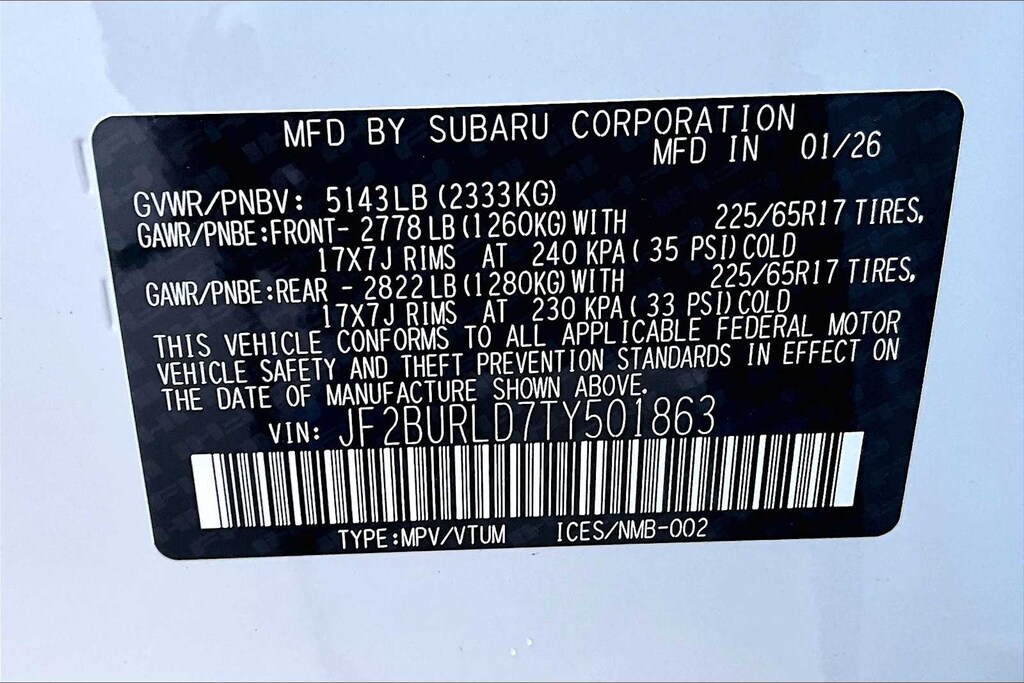 MFD BY SUBARU CORPORATION
MFD IN 01/26
GVWR/PNBV: 5143LB (2333KG)
GAWR/PNBE:FRONT- 2778 LB (1260KG) WITH 225/65R17 TIRES,
17X7J RIMS AT 240 KPA ( 35 PSI) COLD
GAWR/PNBE:REAR - 2822 LB (1280KG) WITH 225/65R17 TIRES,
17X7J RIMS AT 230 KPA ( 33 PSI) COLD
THIS VEHICLE CONFORMS TO ALL APPLICABLE FEDERAL MOTOR
VEHICLE SAFETY AND THEFT PREVENTION STANDARDS IN EFFECT ON
THE DATE OF MANUFACTURE SHOWN ABOVE.
VIN: JF2BURLD7TY501863
TYPE:MPV/VTUM ICES/NMB-002